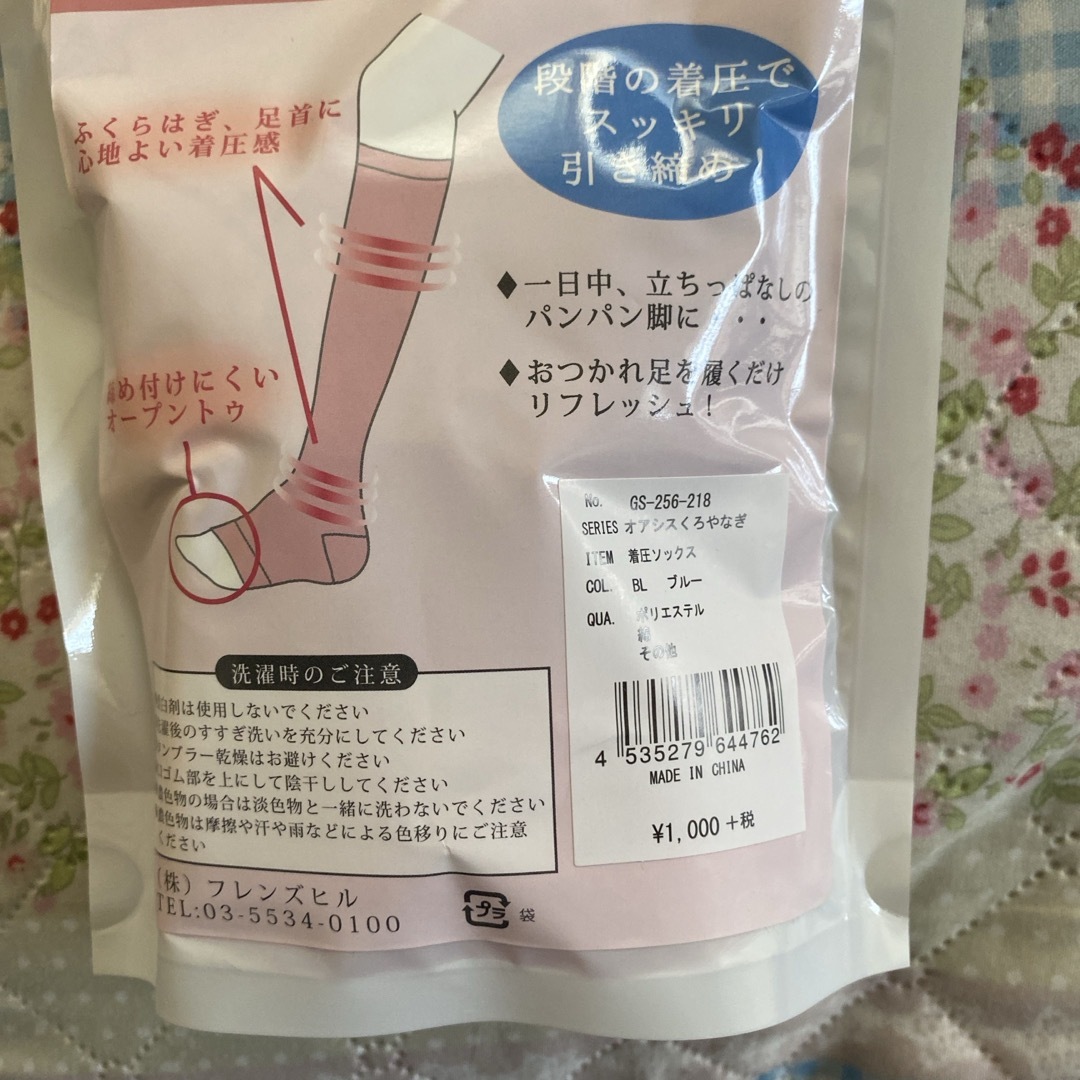 段階の着圧で
スッキリ
引き締め!
ふくらはぎ、足首に
心地よい着圧感
◆一日中、立ちっぱなしの
パンパン脚に・・
◆おつかれ足を履くだけ
リフレッシュ!
め付けにくい
オープントゥ
No. GS-256-218
SERIES オアシスくろやなぎ
ITEM 着圧ソックス
COL. BL ブルー
QUA. ポリエステル
綿
その他
4 535279 644762
MADE IN CHINA
¥1,000+税
洗濯時のご注意
白剤は使用しないでください
濯後のすすぎ洗いを充分にしてください
ンブラー乾燥はお避けください
ゴム部を上にして陰干ししてください
濃色物の場合は淡色物と一緒に洗わないでください
濃色物は摩擦や汗や雨などによる色移りにご注意
ください
(株)フレンズヒル
TEL:03-5534-0100
プラ 袋